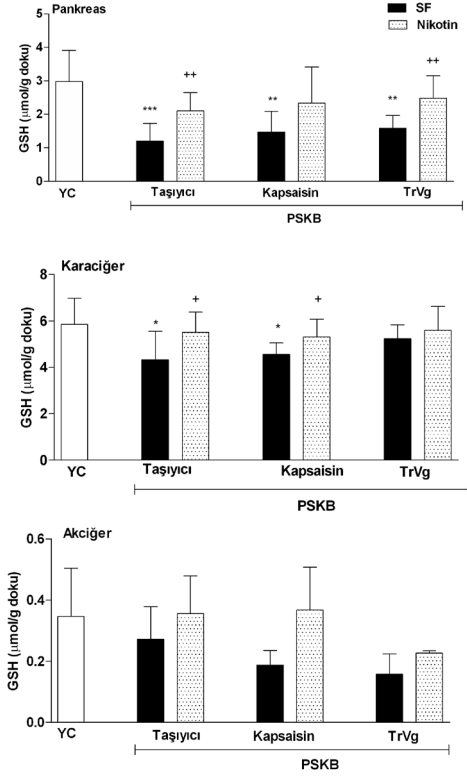 Pankreas
SF
Nikotin
GSH (µmol/g doku)
5
4
3
2
1
0
***
++
**
**
++
YC
Taşıyıcı
Kapsaisin
TrVg
PSKB
Karaciğer
GSH (µmol/g doku)
8
6
4
2
0
*
+
*
+
YC
Taşıyıcı
Kapsaisin
TrVg
PSKB
Akciğer
GSH (µmol/g doku)
0.6
0.4
0.2
0.0
YC
Taşıyıcı
Kapsaisin
TrVg
PSKB